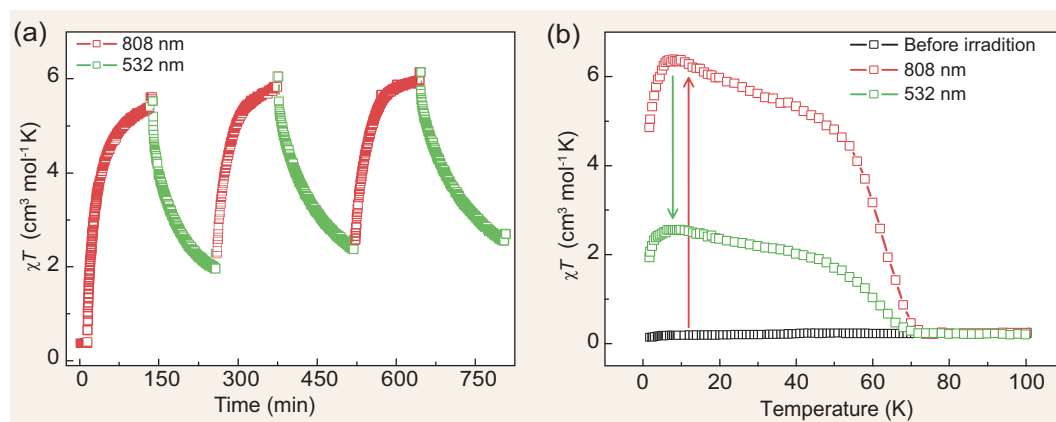 (a)
808 nm
532 nm
χT (cm³ mol⁻¹ K)
6
4
2
0
0 150 300 450 600 750
Time (min)
(b)
Before irradition
808 nm
532 nm
χT (cm³ mol⁻¹ K)
6
4
2
0
0 20 40 60 80 100
Temperature (K)